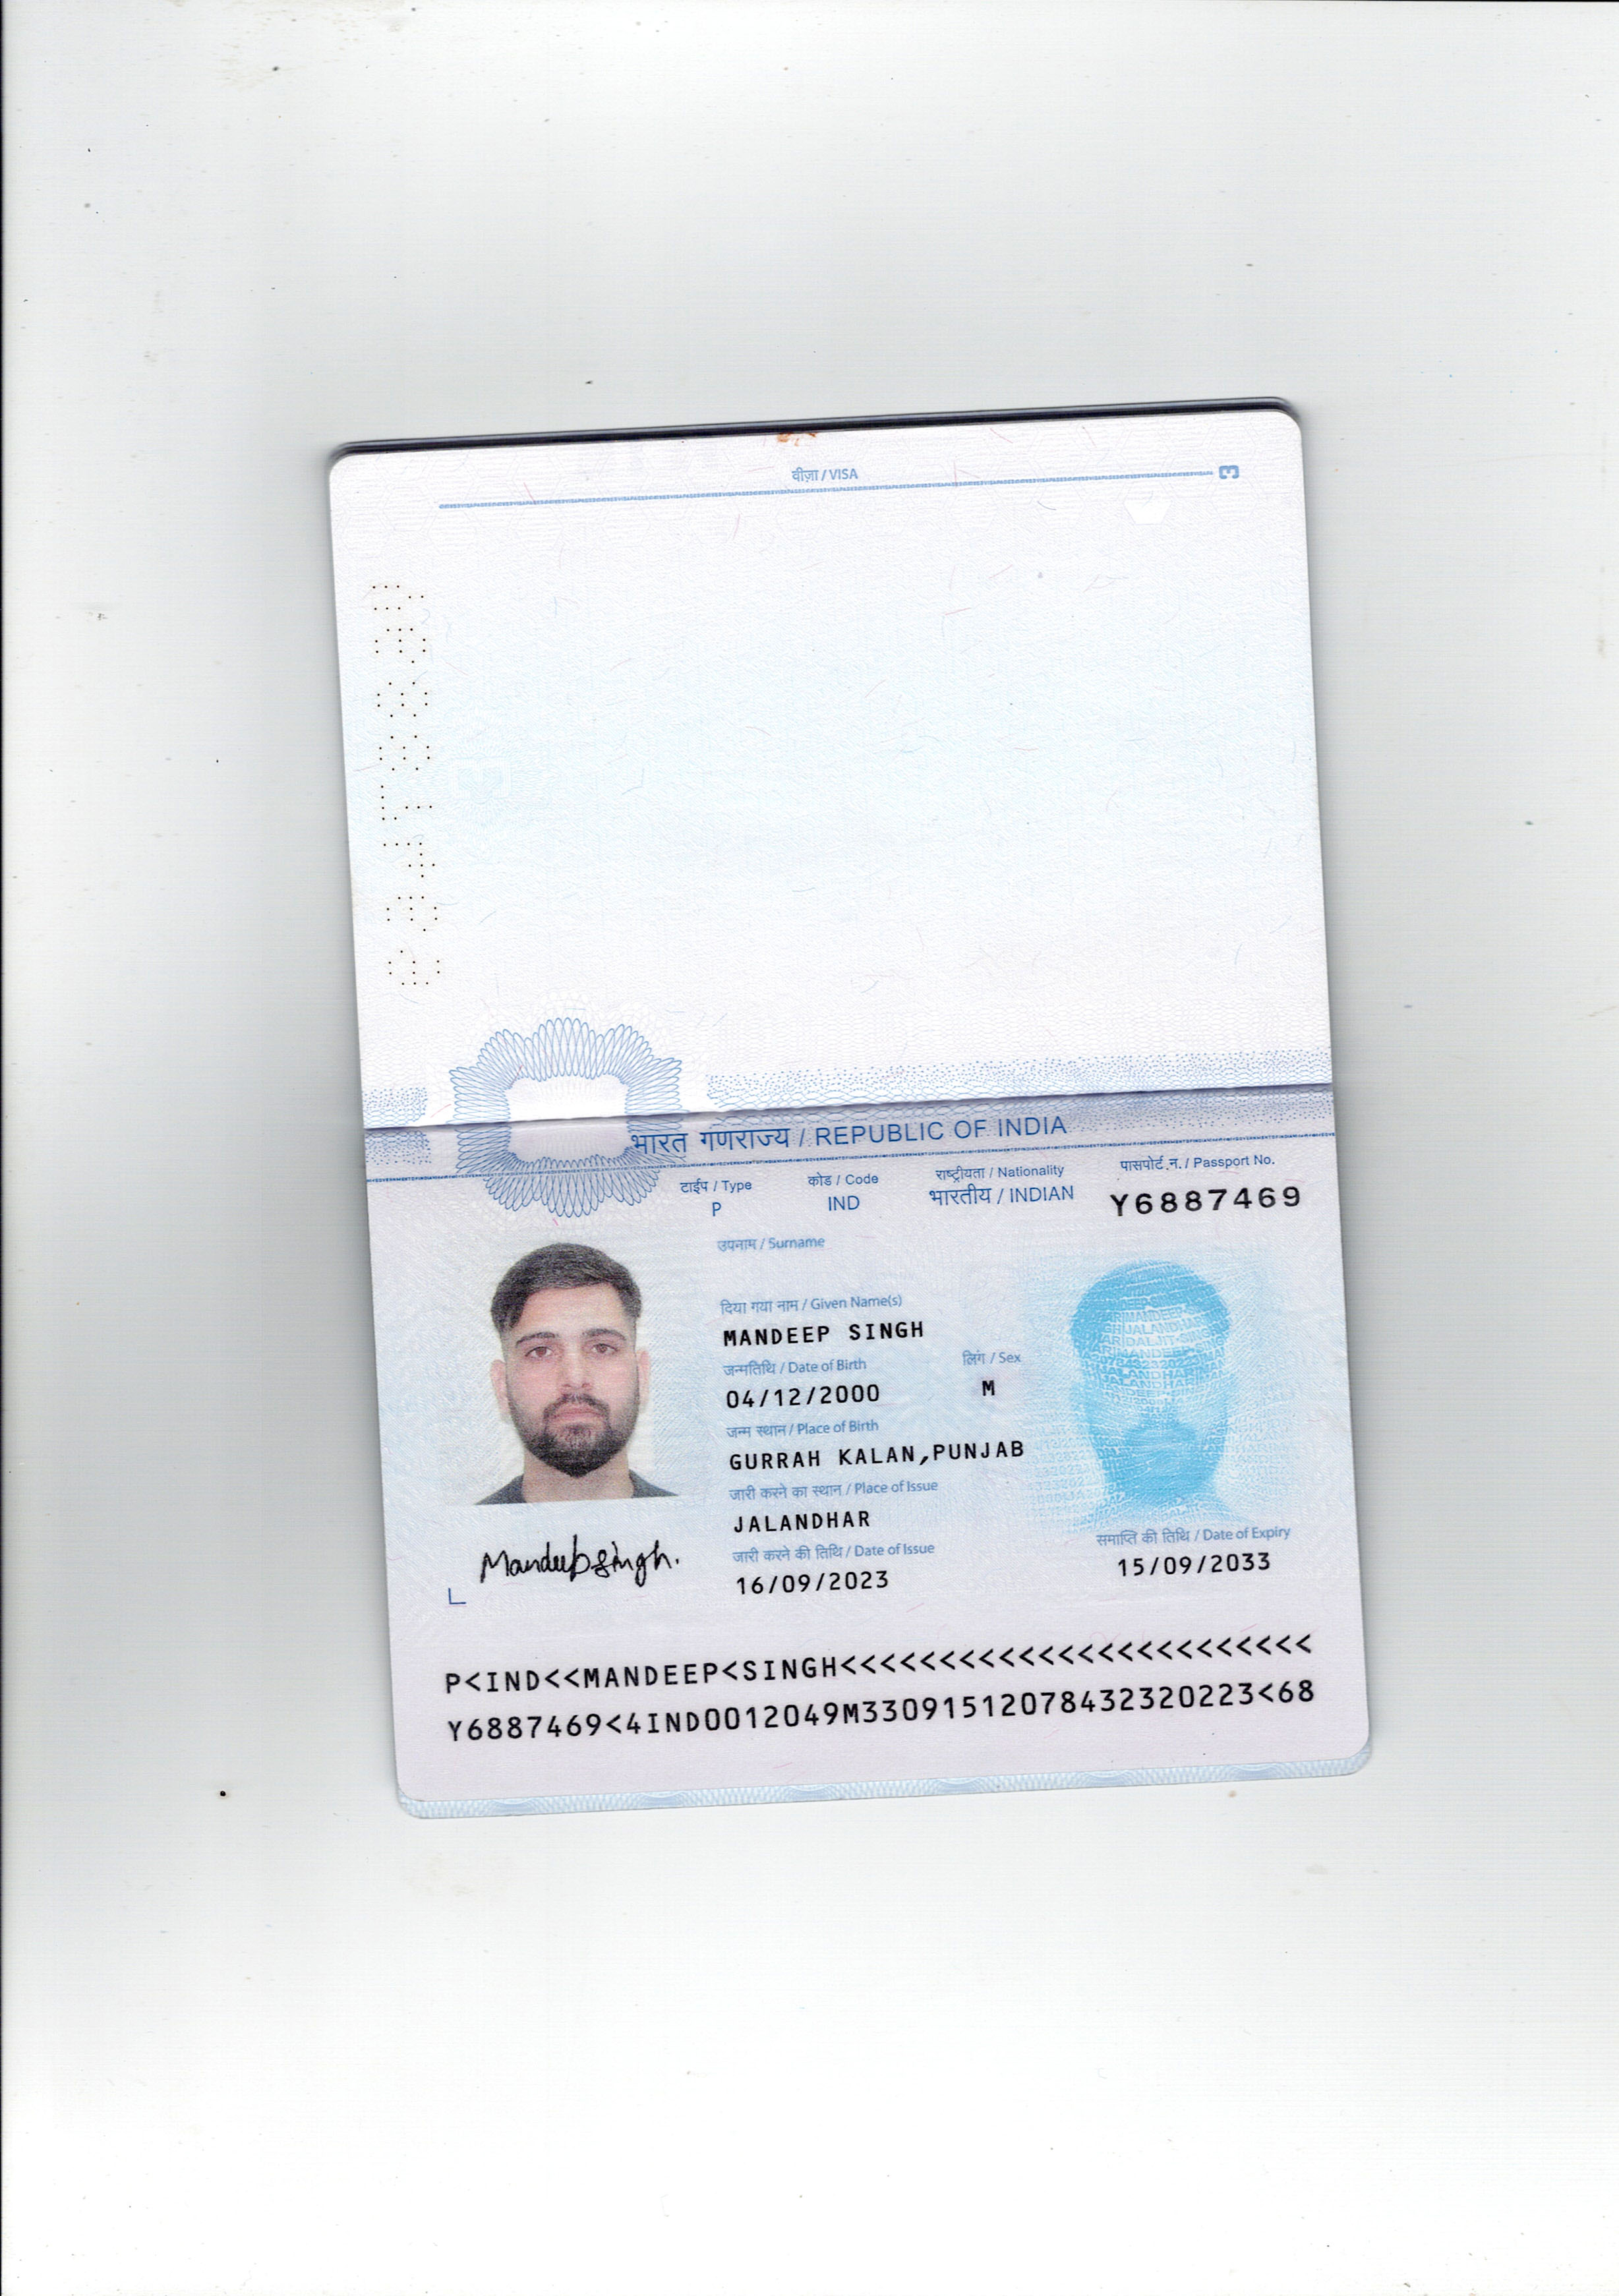 वीज़ा / VISA
3
भारत गणराज्य / REPUBLIC OF INDIA
टाईप / Type
P
कोड / Code
IND
राष्ट्रीयता / Nationality
भारतीय / INDIAN
पासपोर्ट न. / Passport No.
Y6887469
उपनाम / Surname
दिया गया नाम / Given Name(s)
MANDEEP SINGH
जन्मतिथि / Date of Birth
04/12/2000
लिंग / Sex
M
जन्म स्थान / Place of Birth
GURRAH KALAN,PUNJAB
जारी करने का स्थान / Place of Issue
JALANDHAR
जारी करने की तिथि / Date of Issue
16/09/2023
समाप्ति की तिथि / Date of Expiry
15/09/2033
Mandeep singh.
P<IND<<MANDEEP<SINGH<<<<<<<<<<<<<<<<<<<<<<<<
Y6887469<4IND0012049M33091512078432320223<68